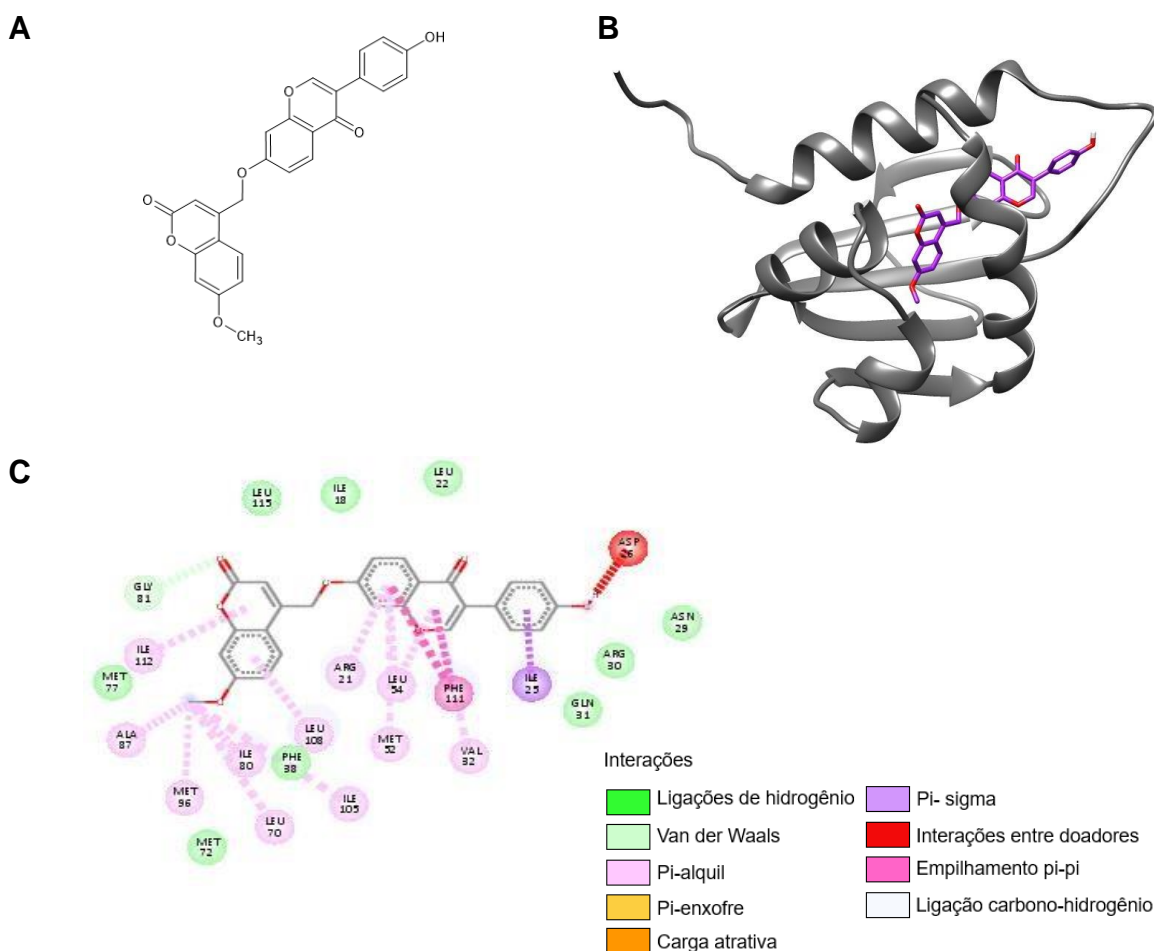 A
B
OH
O
O
O
O
O
O
CH3
C
LEU
22
ILE
18
LEU
115
ASP
26
GLY
81
ASN
29
ILE
112
ARG
30
MET
77
ARG
21
LEU
54
PHE
111
ILE
25
GLN
31
ALA
87
LEU
108
MET
52
VAL
32
ILE
80
PHE
38
MET
96
ILE
105
LEU
70
MET
72
Interações
Ligações de hidrogênio
Van der Waals
Pi-alquil
Pi-enxofre
Carga atrativa
Pi- sigma
Interações entre doadores
Empilhamento pi-pi
Ligação carbono-hidrogênio